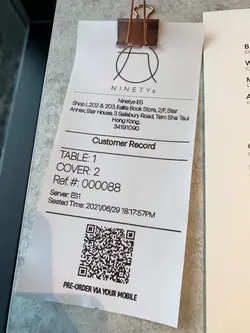 NINETYs
Ninetys ES
Shop L202 & 203, Eslite Book Store, 2/F, Star
Annex, Star House, 3 Salisbury Road, Tsim Sha Tsui
Hong Kong.
34191090
Customer Record
TABLE: 1
COVER: 2
Ref.#: 000088
Server: ES1
Seated Time: 2021/06/29 18:17:57PM
PRE-ORDER VIA YOUR MOBILE